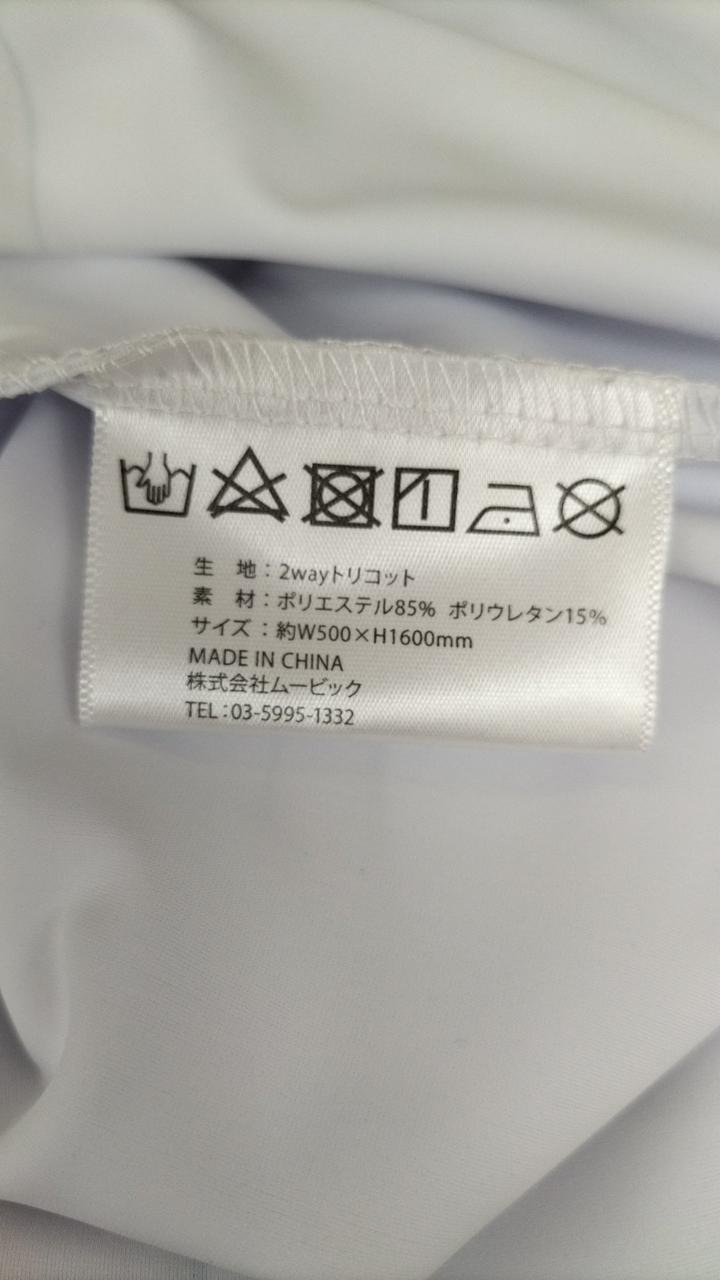 生　地：2wayトリコット
素　材：ポリエステル85%  ポリウレタン15%
サイズ：約W500×H1600mm
MADE IN CHINA
株式会社ムービック
TEL：03-5995-1332